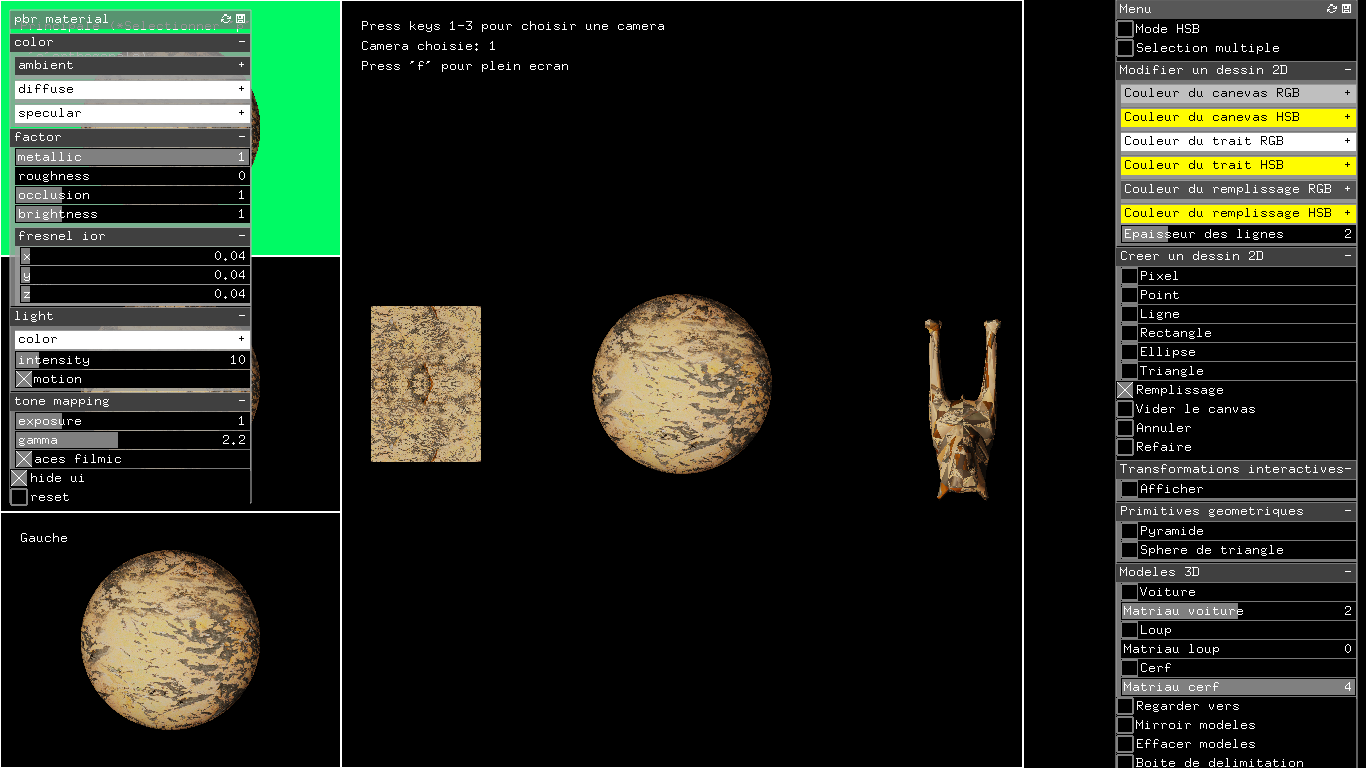 pbr material
Principale (*Selectionner
color -
ambient +
diffuse +
specular +
factor -
metallic 1
roughness 0
occlusion 1
brightness 1
fresnel ior -
x 0.04
y 0.04
z 0.04
light -
color +
intensity 10
motion
tone mapping -
exposure 1
gamma 2.2
aces filmic
hide ui
reset
Gauche
Press keys 1-3 pour choisir une camera
Camera choisie: 1
Press "f" pour plein ecran
Menu
Mode HSB
Selection multiple
Modifier un dessin 2D -
Couleur du canevas RGB +
Couleur du canevas HSB +
Couleur du trait RGB +
Couleur du trait HSB +
Couleur du remplissage RGB +
Couleur du remplissage HSB +
Epaisseur des lignes 2
Creer un dessin 2D -
Pixel
Point
Ligne
Rectangle
Ellipse
Triangle
Remplissage
Vider le canvas
Annuler
Refaire
Transformations interactives-
Afficher
Primitives geometriques -
Pyramide
Sphere de triangle
Modeles 3D -
Voiture
Matriau voiture 2
Loup
Matriau loup 0
Cerf
Matriau cerf 4
Regarder vers
Mirroir modeles
Effacer modeles
Boite de delimitation